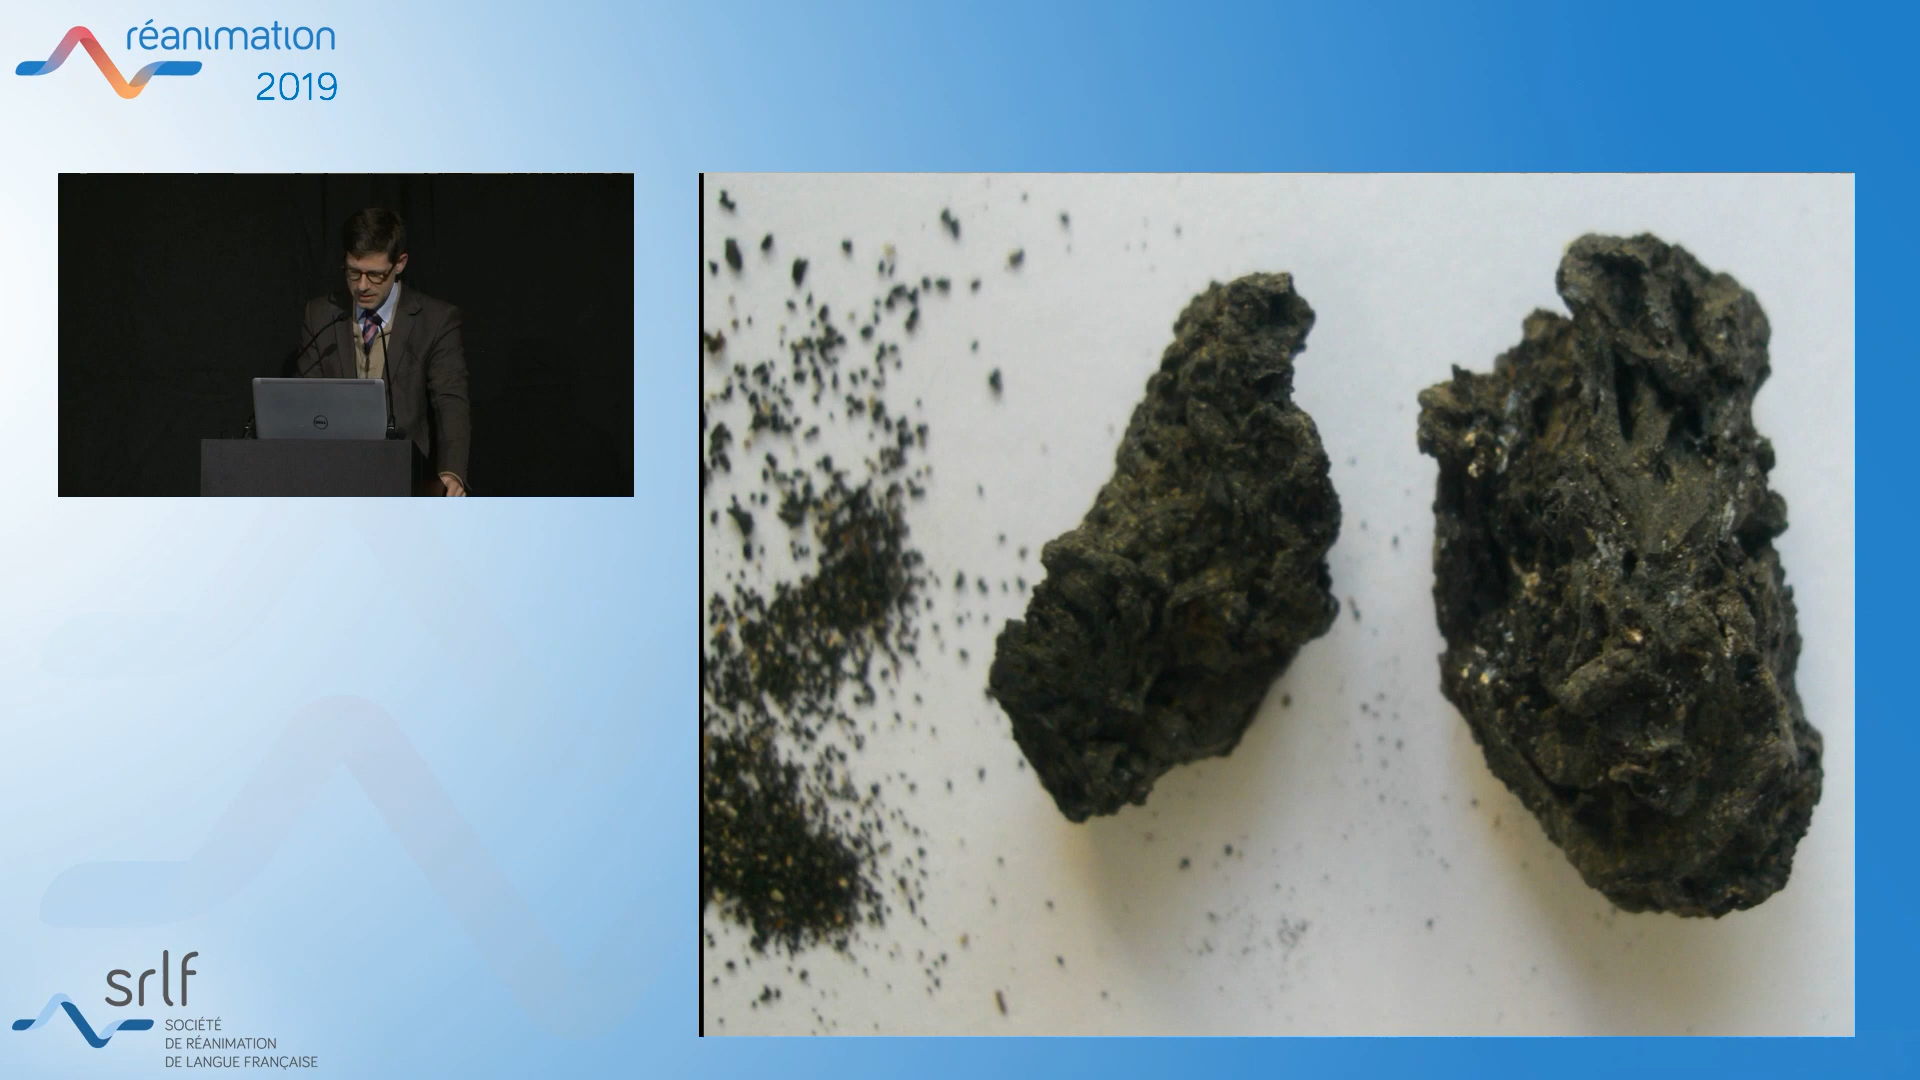 réanimation
2019
srlf
SOCIÉTÉ
DE RÉANIMATION
DE LANGUE FRANÇAISE